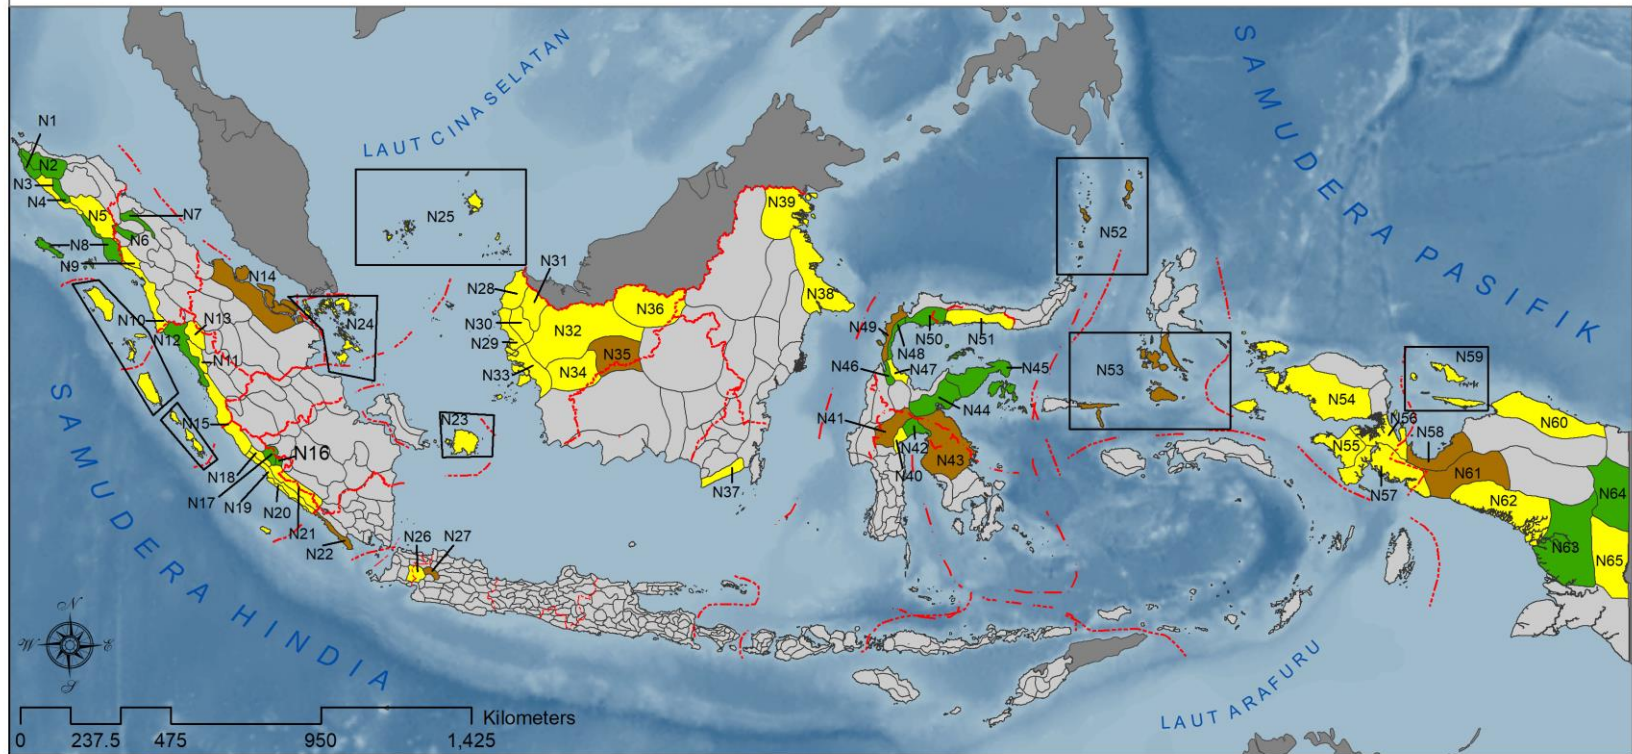 SAMUDERA PASIFIK
LAUT CINA SELATAN
N1
N2
N3
N4
N5
N6
N7
N8
N9
N10
N11
N12
N13
N14
N15
N16
N17
N18
N19
N20
N21
N22
N23
N24
N25
N26
N27
N28
N29
N30
N31
N32
N33
N34
N35
N36
N37
N38
N39
N40
N41
N42
N43
N44
N45
N46
N47
N48
N49
N50
N51
N52
N53
N54
N55
N56
N57
N58
N59
N60
N61
N62
N63
N64
N65
SAMUDERA HINDIA
LAUT ARAFURU
N
W E
S
Kilometers
0 237.5 475 950 1,425